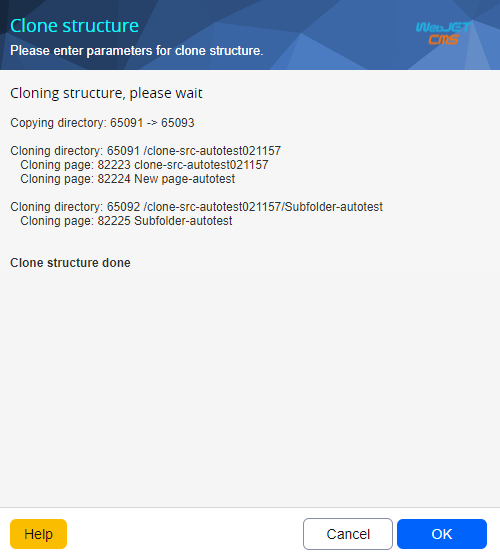 Clone structure
WebJET
CMS
Please enter parameters for clone structure.
Cloning structure, please wait
Copying directory: 65091 -> 65093
Cloning directory: 65091 /clone-src-autotest021157
Cloning page: 82223 clone-src-autotest021157
Cloning page: 82224 New page-autotest
Cloning directory: 65092 /clone-src-autotest021157/Subfolder-autotest
Cloning page: 82225 Subfolder-autotest
Clone structure done
Help
Cancel
OK